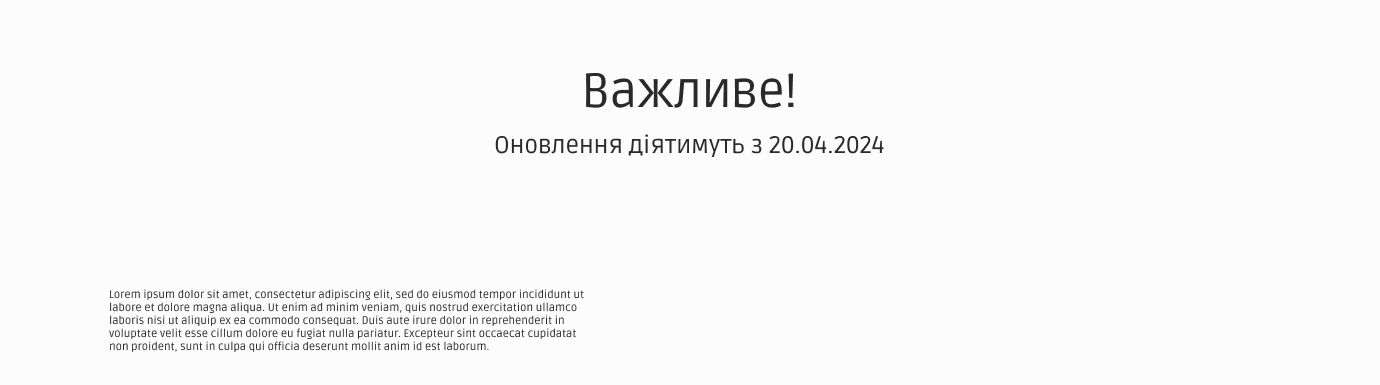 Важливе!
Оновлення діятимуть з 20.04.2024
Lorem ipsum dolor sit amet, consectetur adipiscing elit, sed do eiusmod tempor incididunt ut
labore et dolore magna aliqua. Ut enim ad minim veniam, quis nostrud exercitation ullamco
laboris nisi ut aliquip ex ea commodo consequat. Duis aute irure dolor in reprehenderit in
voluptate velit esse cillum dolore eu fugiat nulla pariatur. Excepteur sint occaecat cupidatat
non proident, sunt in culpa qui officia deserunt mollit anim id est laborum.